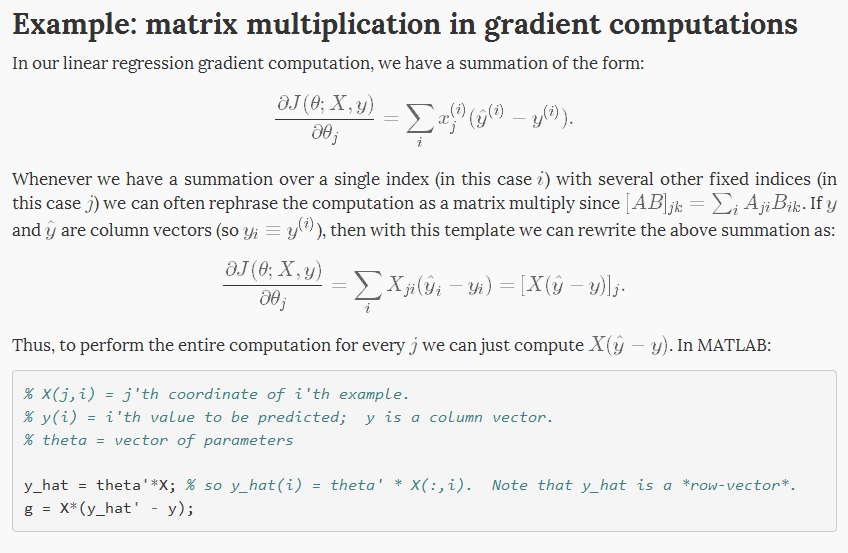 Example: matrix multiplication in gradient computations
In our linear regression gradient computation, we have a summation of the form:
∂J(θ; X, y) / ∂θ_j = ∑_i x_j^(i) (ŷ^(i) − y^(i)).
Whenever we have a summation over a single index (in this case i) with several other fixed indices (in
this case j) we can often rephrase the computation as a matrix multiply since [AB]_jk = ∑_i A_ji B_ik. If y
and ŷ are column vectors (so y_i ≡ y^(i)), then with this template we can rewrite the above summation as:
∂J(θ; X, y) / ∂θ_j = ∑_i X_ji (ŷ_i − y_i) = [X(ŷ − y)]_j.
Thus, to perform the entire computation for every j we can just compute X(ŷ − y). In MATLAB:
% X(j,i) = j'th coordinate of i'th example.
% y(i) = i'th value to be predicted;  y is a column vector.
% theta = vector of parameters
y_hat = theta'*X; % so y_hat(i) = theta' * X(:,i).  Note that y_hat is a *row-vector*.
g = X*(y_hat' - y);